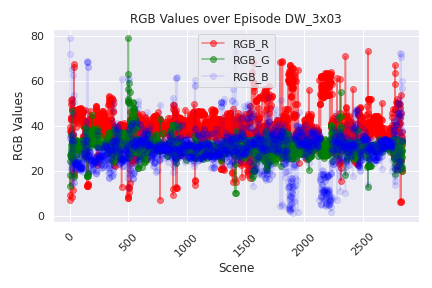 RGB Values over Episode DW_3x03
RGB_R
RGB_G
RGB_B
RGB Values
80
60
40
20
0
0
500
1000
1500
2000
2500
Scene